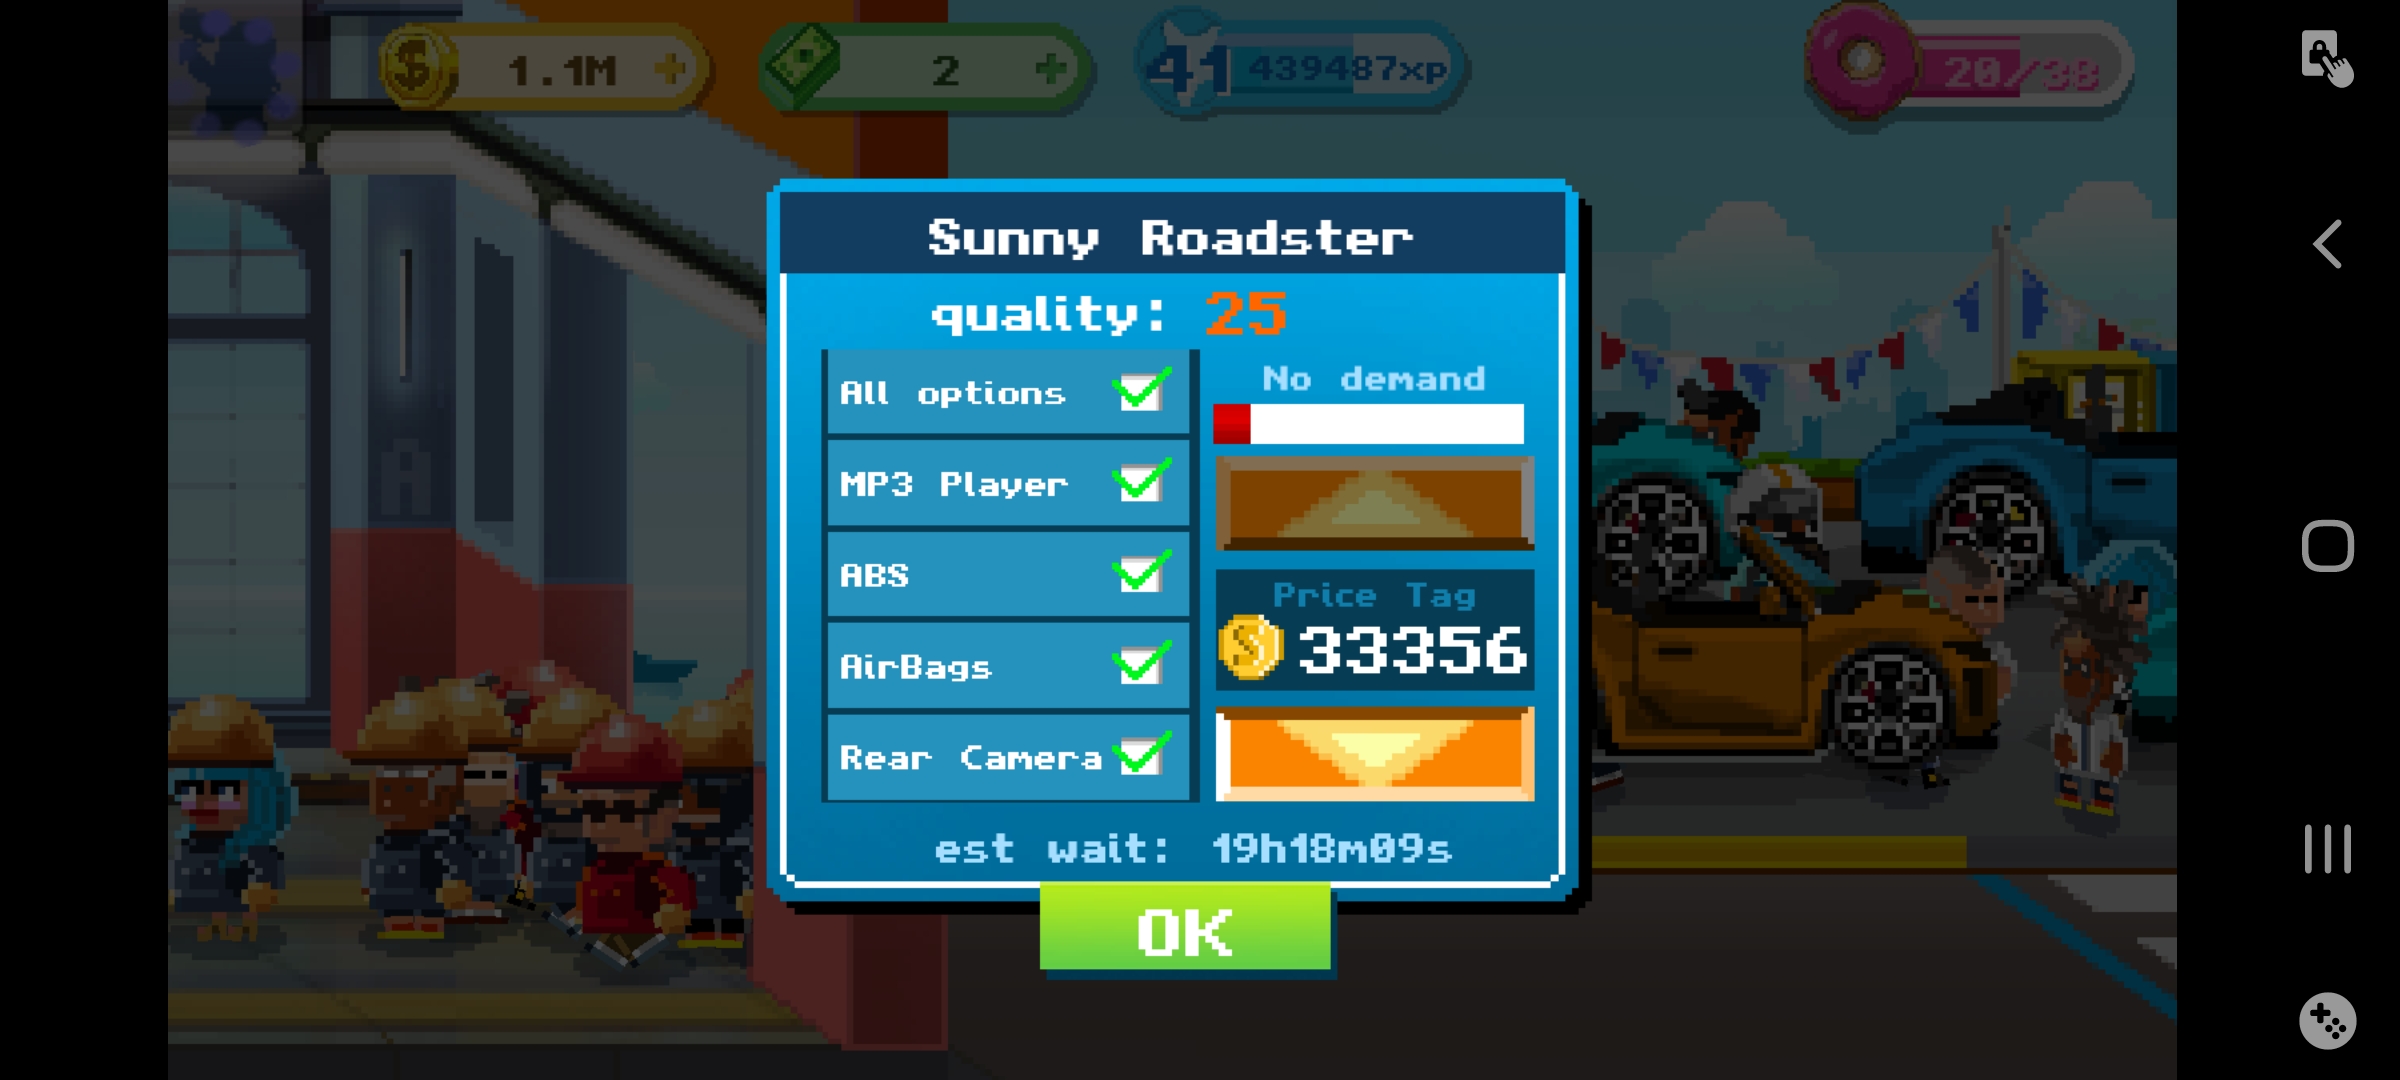 1.1M
2
41 439487xp
20/38
Sunny Roadster
quality: 25
All options
MP3 Player
ABS
AirBags
Rear Camera
No demand
Price Tag
33356
est wait: 19h18m09s
OK